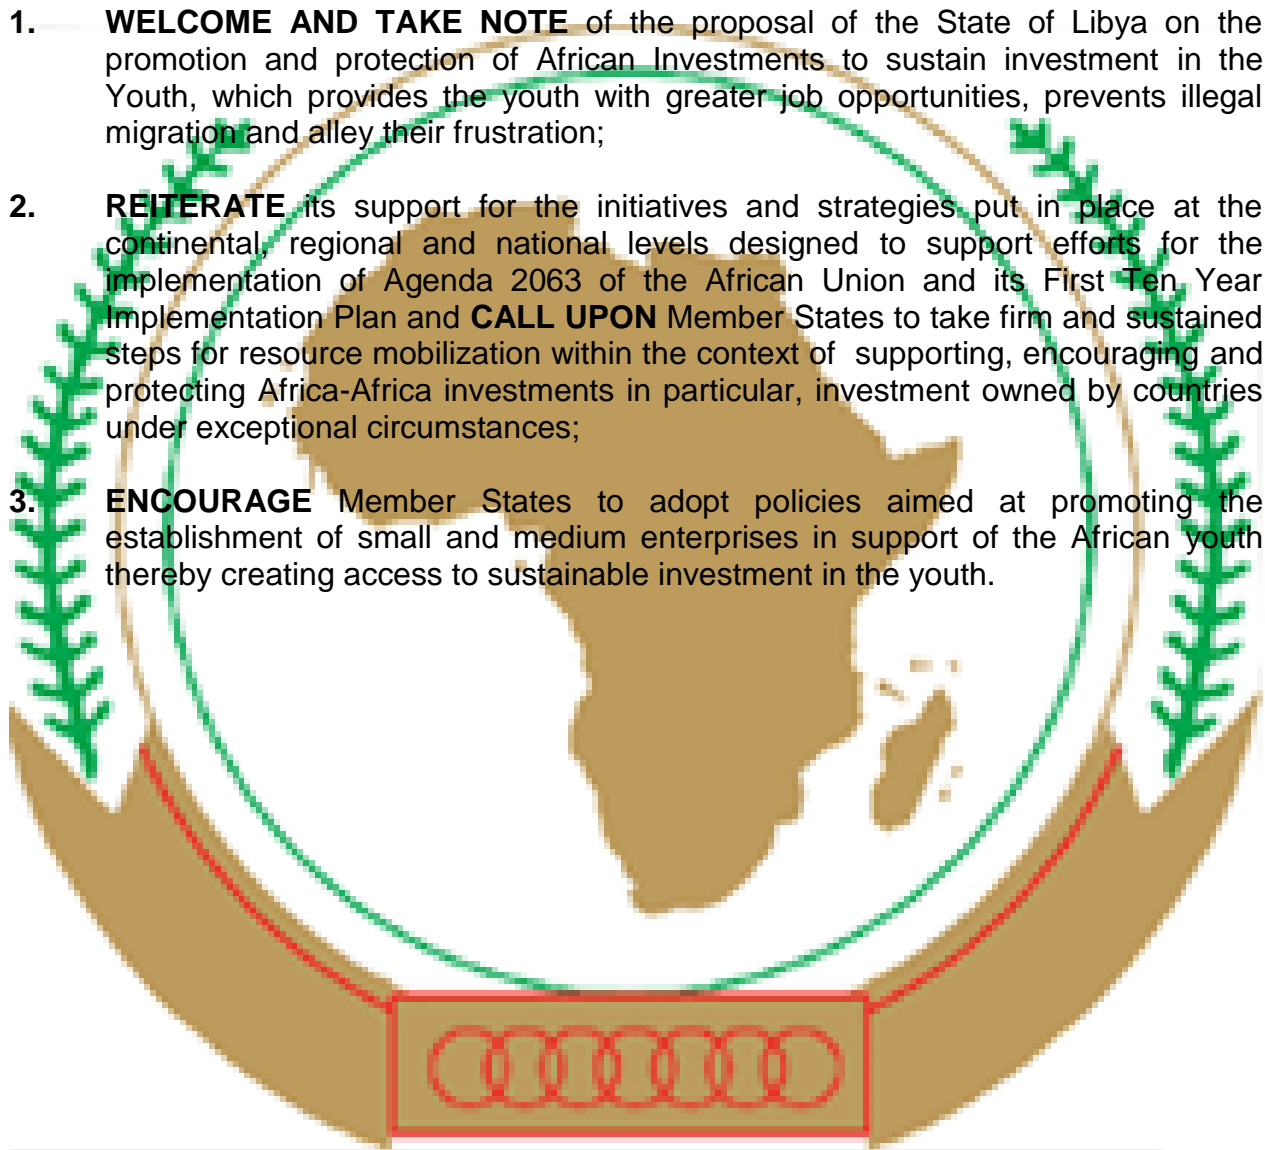 1. WELCOME AND TAKE NOTE of the proposal of the State of Libya on the
promotion and protection of African Investments to sustain investment in the
Youth, which provides the youth with greater job opportunities, prevents illegal
migration and alley their frustration;
2. REITERATE its support for the initiatives and strategies put in place at the
continental, regional and national levels designed to support efforts for the
implementation of Agenda 2063 of the African Union and its First Ten Year
Implementation Plan and CALL UPON Member States to take firm and sustained
steps for resource mobilization within the context of supporting, encouraging and
protecting Africa-Africa investments in particular, investment owned by countries
under exceptional circumstances;
3. ENCOURAGE Member States to adopt policies aimed at promoting the
establishment of small and medium enterprises in support of the African youth
thereby creating access to sustainable investment in the youth.